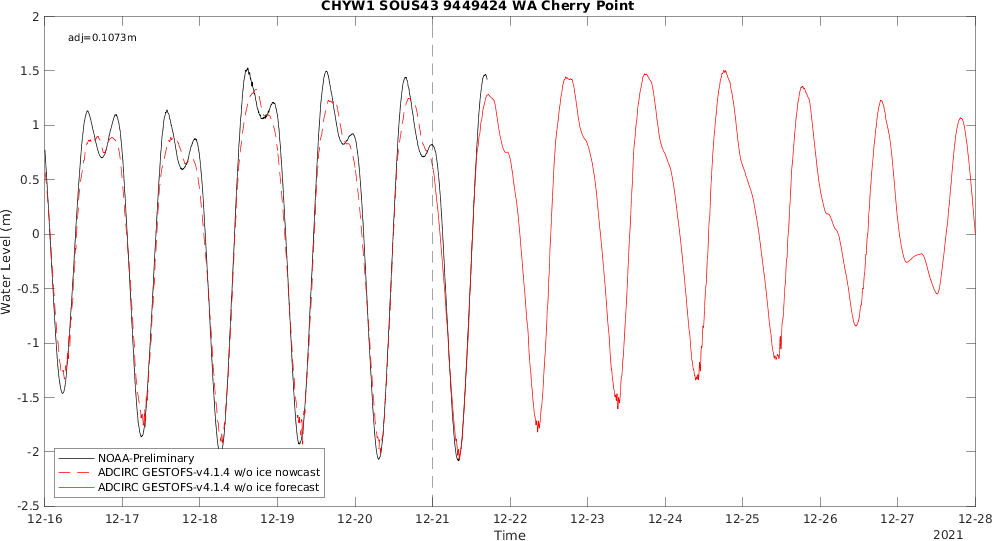 CHYW1 SOUS43 9449424 WA Cherry Point
adj=0.1073m
2
1.5
1
0.5
0
-0.5
-1
-1.5
-2
-2.5
Water Level (m)
NOAA-Preliminary
ADCIRC GESTOFS-v4.1.4 w/o ice nowcast
ADCIRC GESTOFS-v4.1.4 w/o ice forecast
12-16 12-17 12-18 12-19 12-20 12-21 12-22 12-23 12-24 12-25 12-26 12-27 12-28
Time
2021